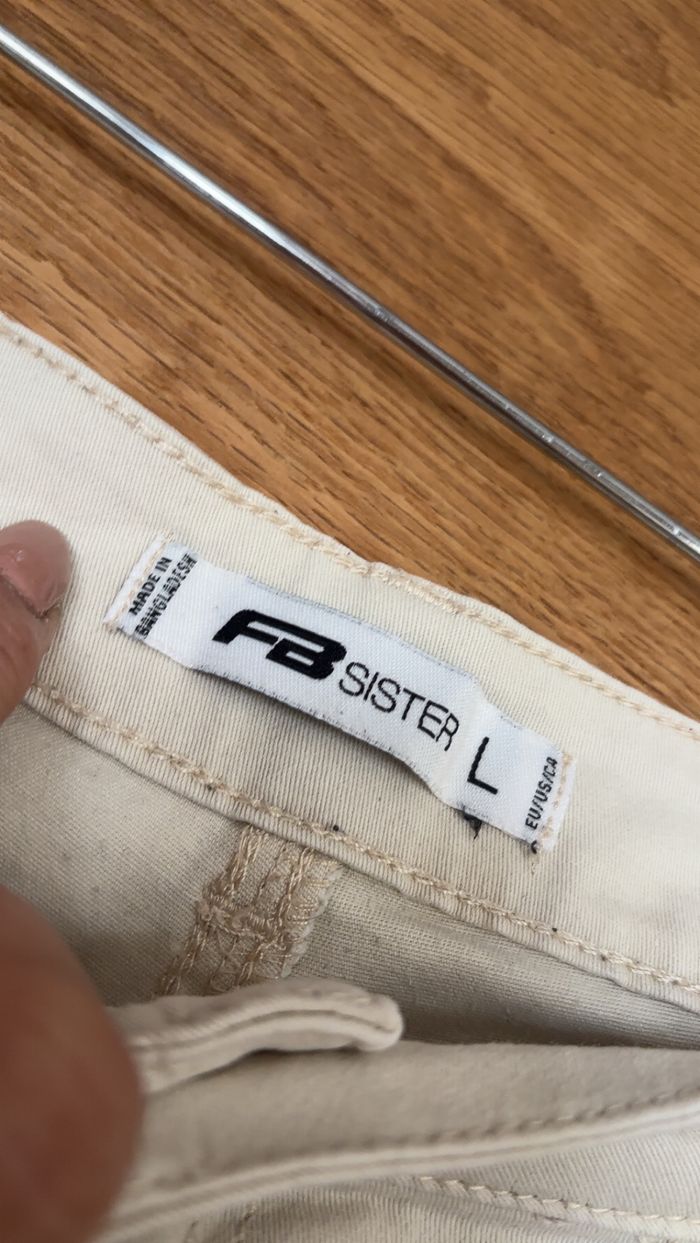 MADE IN
BANGLADESH
FB SISTER
L
EU/US/CA